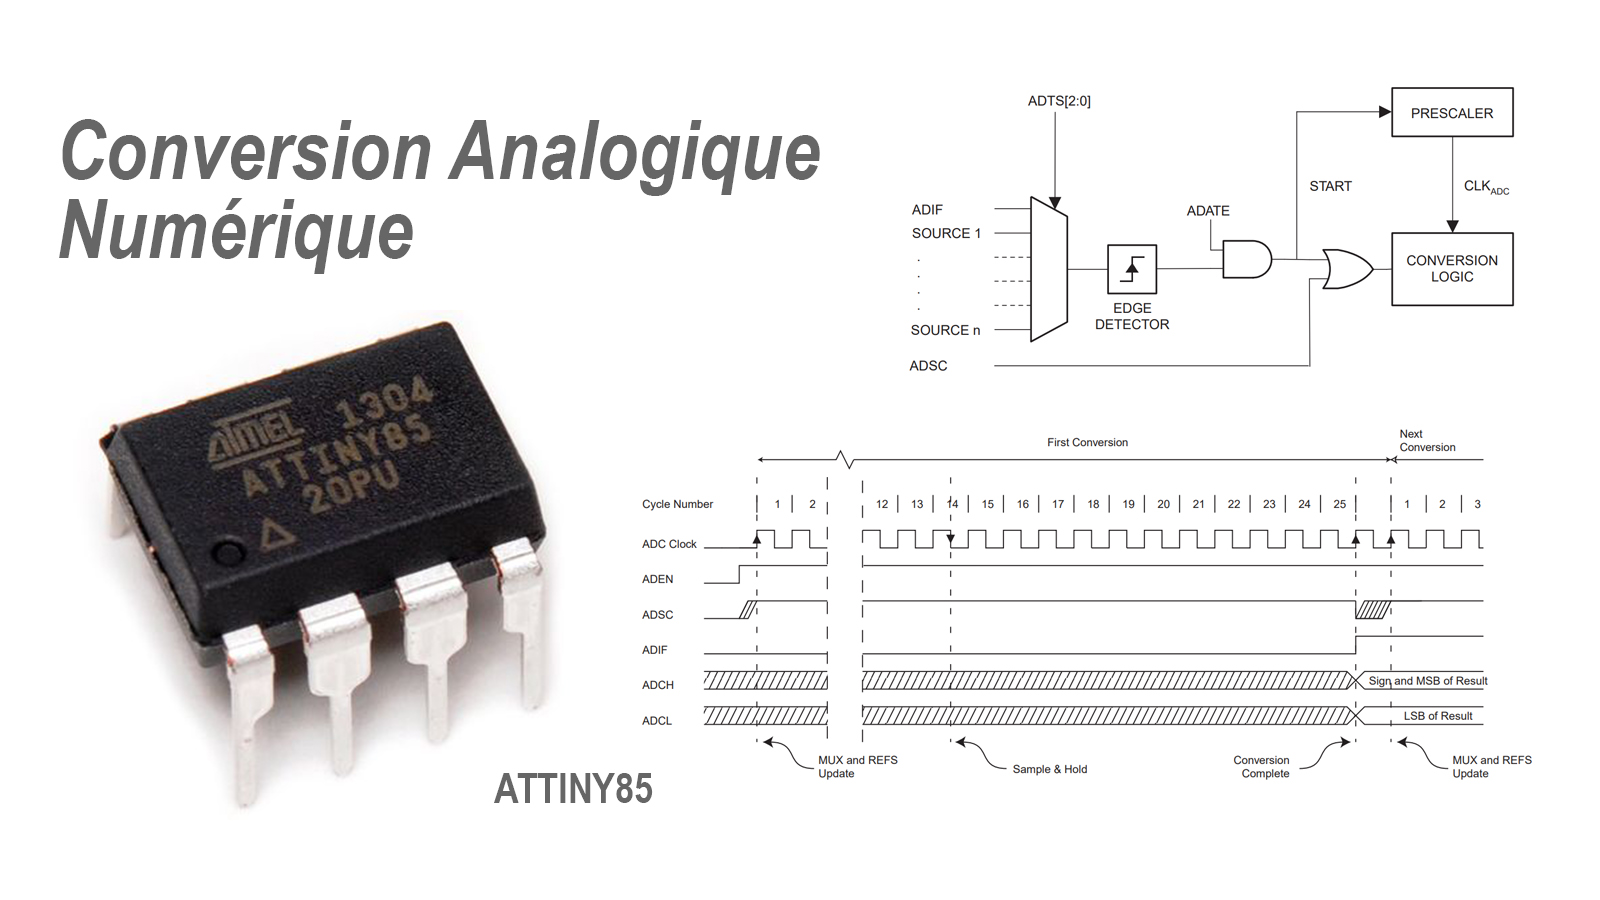 Conversion Analogique
Numérique
ATMEL 1304
ATTINY85
20PU
ATTINY85
ADTS[2:0]
PRESCALER
START
CLKADC
ADIF
SOURCE 1
.
.
.
.
SOURCE n
ADSC
ADATE
EDGE
DETECTOR
CONVERSION
LOGIC
First Conversion
Next
Conversion
Cycle Number 1 2 12 13 14 15 16 17 18 19 20 21 22 23 24 25 1 2 3
ADC Clock
ADEN
ADSC
ADIF
ADCH Sign and MSB of Result
ADCL LSB of Result
MUX and REFS
Update
Sample & Hold
Conversion
Complete
MUX and REFS
Update